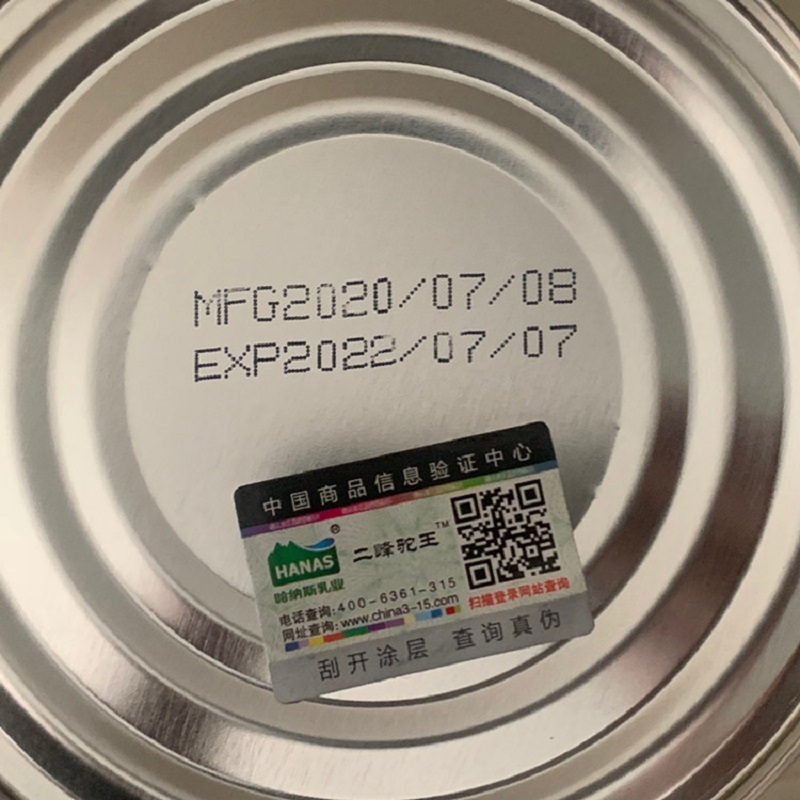 MFG2020/07/08
EXP2022/07/07
中国商品信息验证中心
HANAS®
哈纳斯乳业
二峰驼王™
电话查询:400-6361-315
网址查询:www.china3-15.com
扫描登录网站查询
刮开涂层 查询真伪